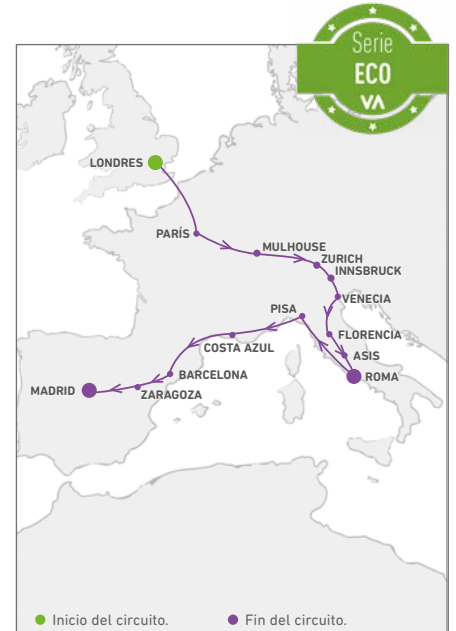 Serie
ECO
VA
LONDRES
PARÍS
MULHOUSE
ZURICH
INNSBRUCK
VENECIA
PISA
FLORENCIA
COSTA AZUL
ASIS
BARCELONA
ROMA
MADRID
ZARAGOZA
Inicio del circuito.
Fin del circuito.